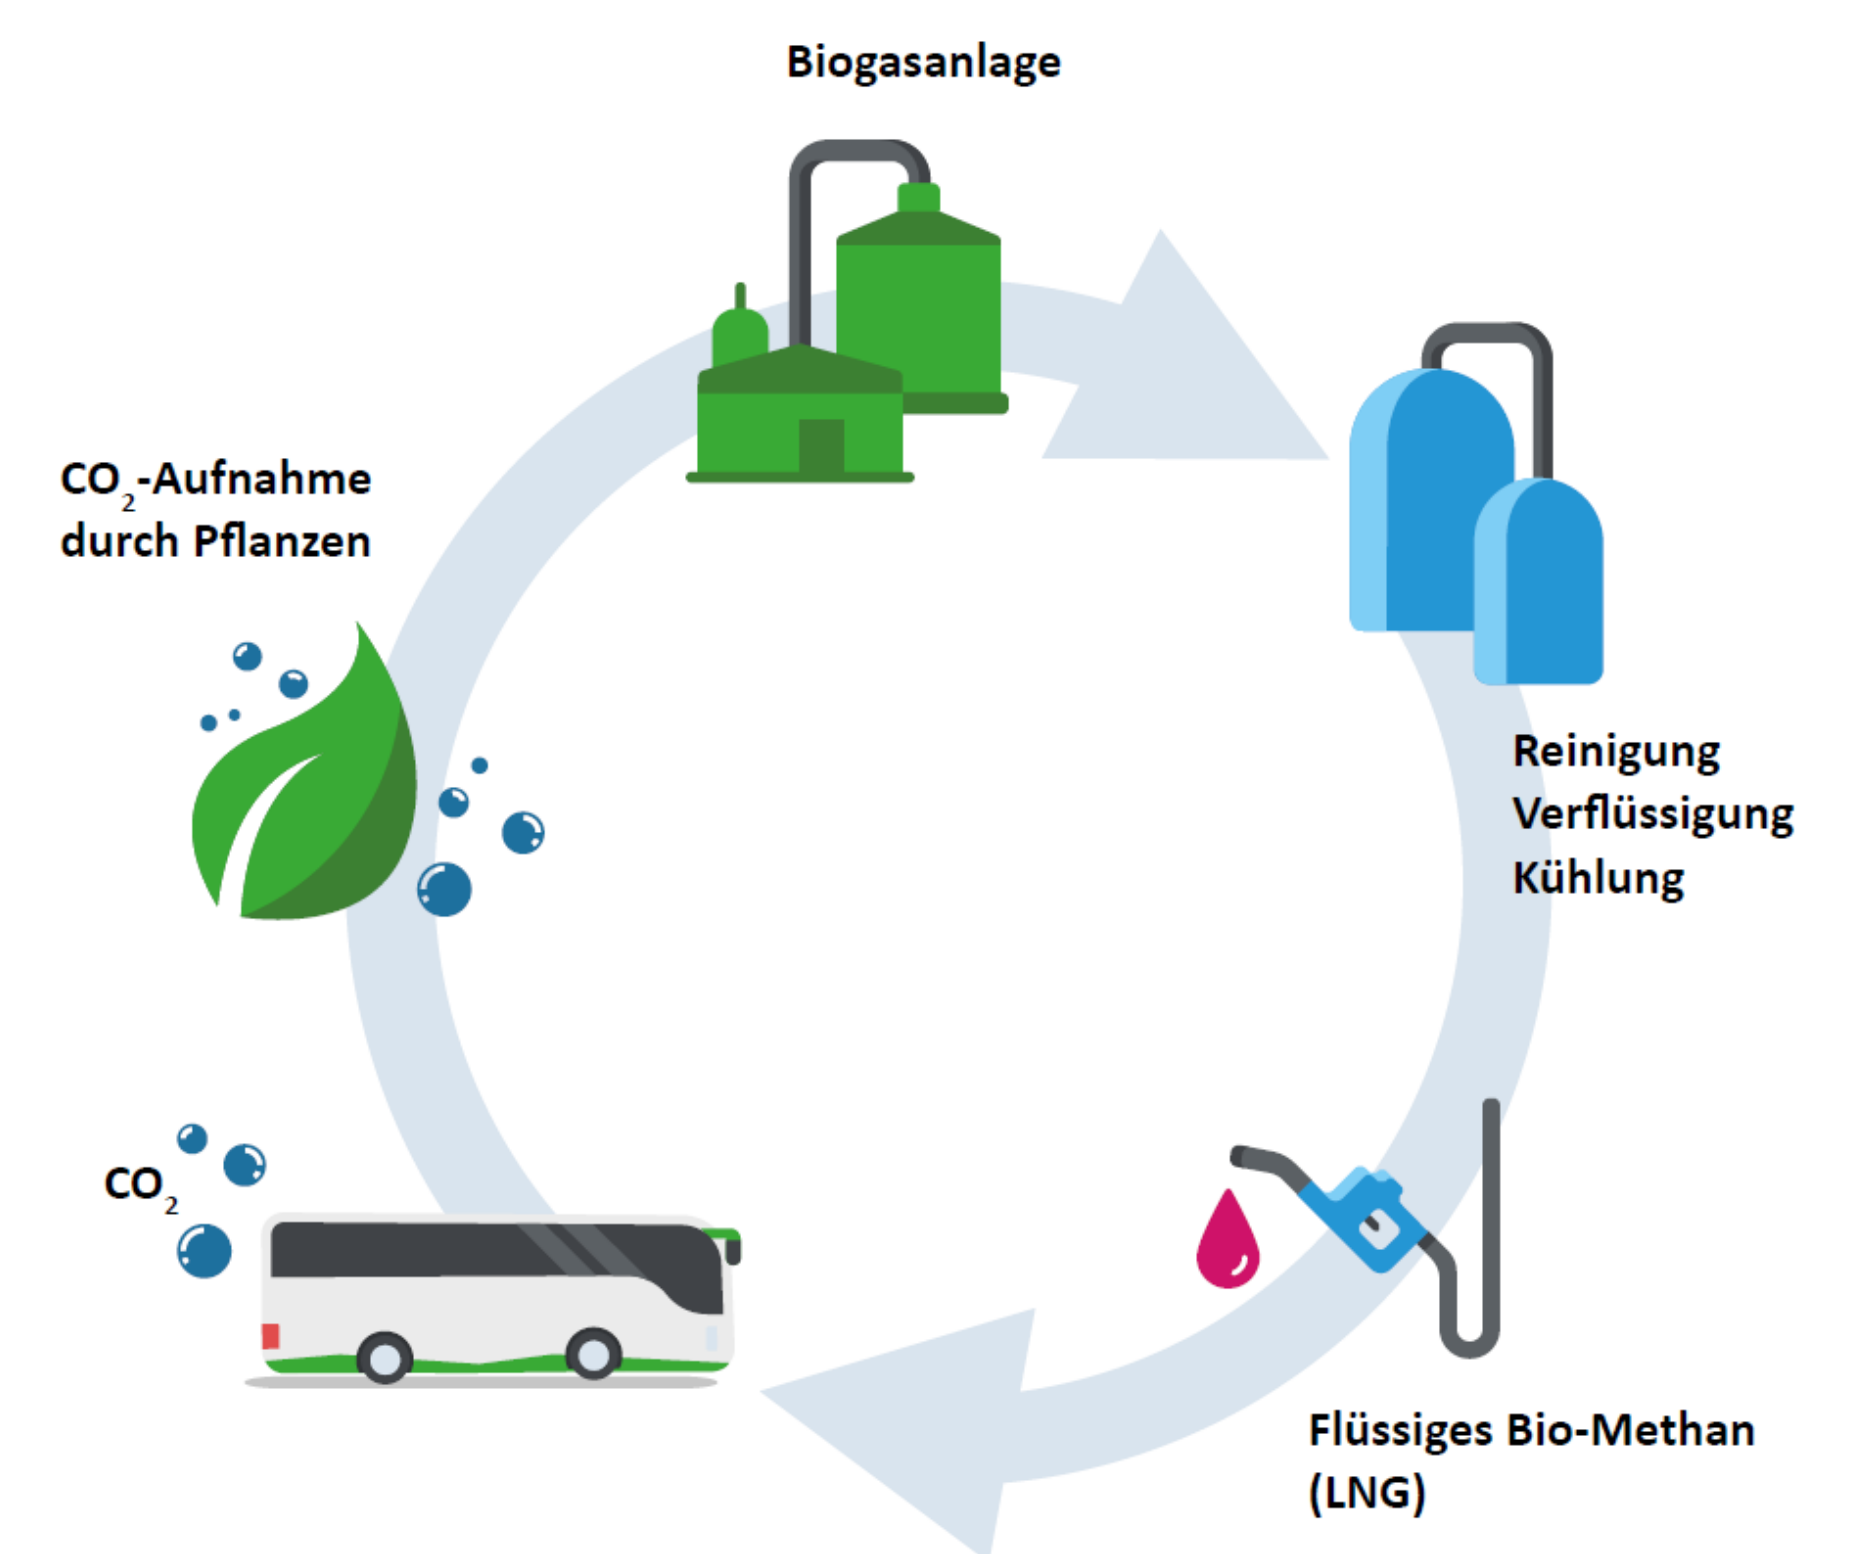 Biogasanlage
CO₂-Aufnahme
durch Pflanzen
Reinigung
Verflüssigung
Kühlung
CO₂
Flüssiges Bio-Methan
(LNG)